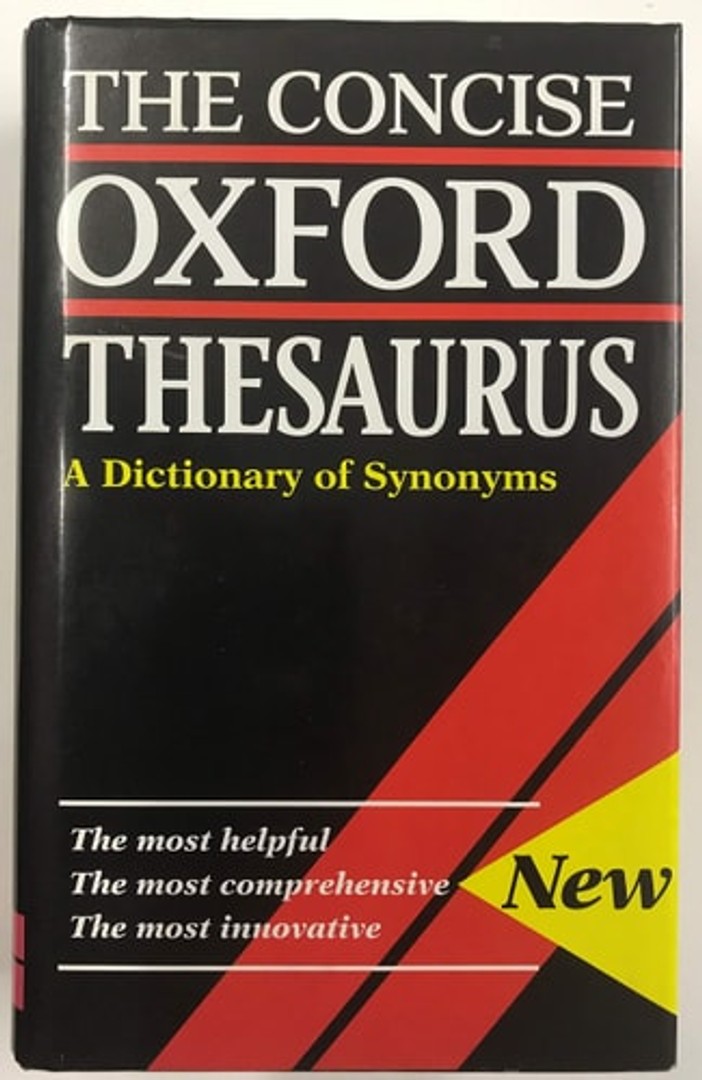 THE CONCISE
OXFORD
THESAURUS
A Dictionary of Synonyms
The most helpful
The most comprehensive
The most innovative
New